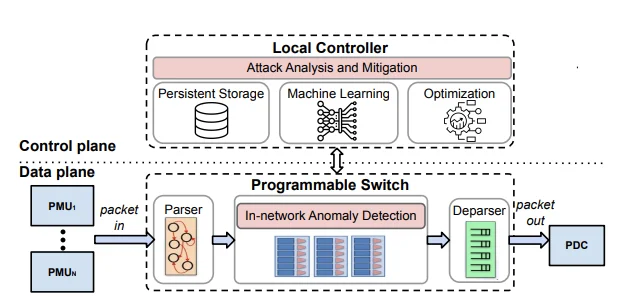 Local Controller
Attack Analysis and Mitigation
Persistent Storage
Machine Learning
Optimization
Control plane
Data plane
Programmable Switch
PMU₁
packet
in
Parser
In-network Anomaly Detection
Deparser
packet
out
PMUₙ
PDC